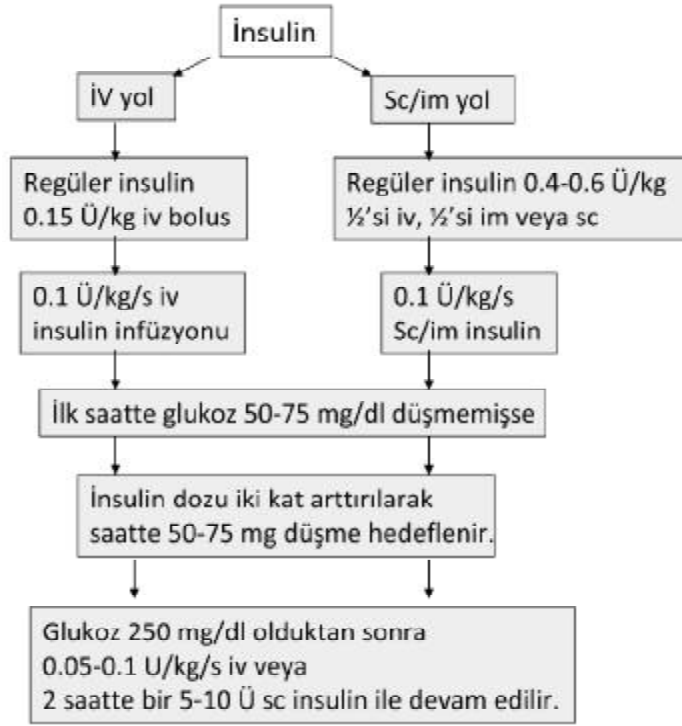 İnsulin
İV yol
Sc/im yol
Regüler insulin
0.15 Ü/kg iv bolus
Regüler insulin 0.4-0.6 Ü/kg
½'si iv, ½'si im veya sc
0.1 Ü/kg/s iv
insulin infüzyonu
0.1 Ü/kg/s
Sc/im insulin
İlk saatte glukoz 50-75 mg/dl düşmemişse
İnsulin dozu iki kat arttırılarak
saatte 50-75 mg düşme hedeflenir.
Glukoz 250 mg/dl olduktan sonra
0.05-0.1 U/kg/s iv veya
2 saatte bir 5-10 Ü sc insulin ile devam edilir.